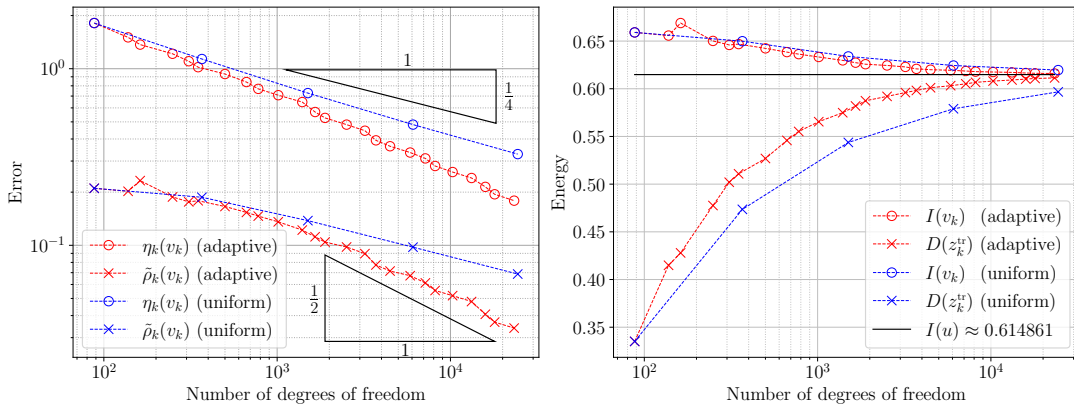 Error
10^0
10^{-1}
1
1/4
1/2
1
η_k(v_k) (adaptive)
ρ̃_k(v_k) (adaptive)
η_k(v_k) (uniform)
ρ̃_k(v_k) (uniform)
10^2 10^3 10^4
Number of degrees of freedom
Energy
0.65
0.60
0.55
0.50
0.45
0.40
0.35
I(v_k) (adaptive)
D(z_k^{tr}) (adaptive)
I(v_k) (uniform)
D(z_k^{tr}) (uniform)
I(u) ≈ 0.614861
10^2 10^3 10^4
Number of degrees of freedom